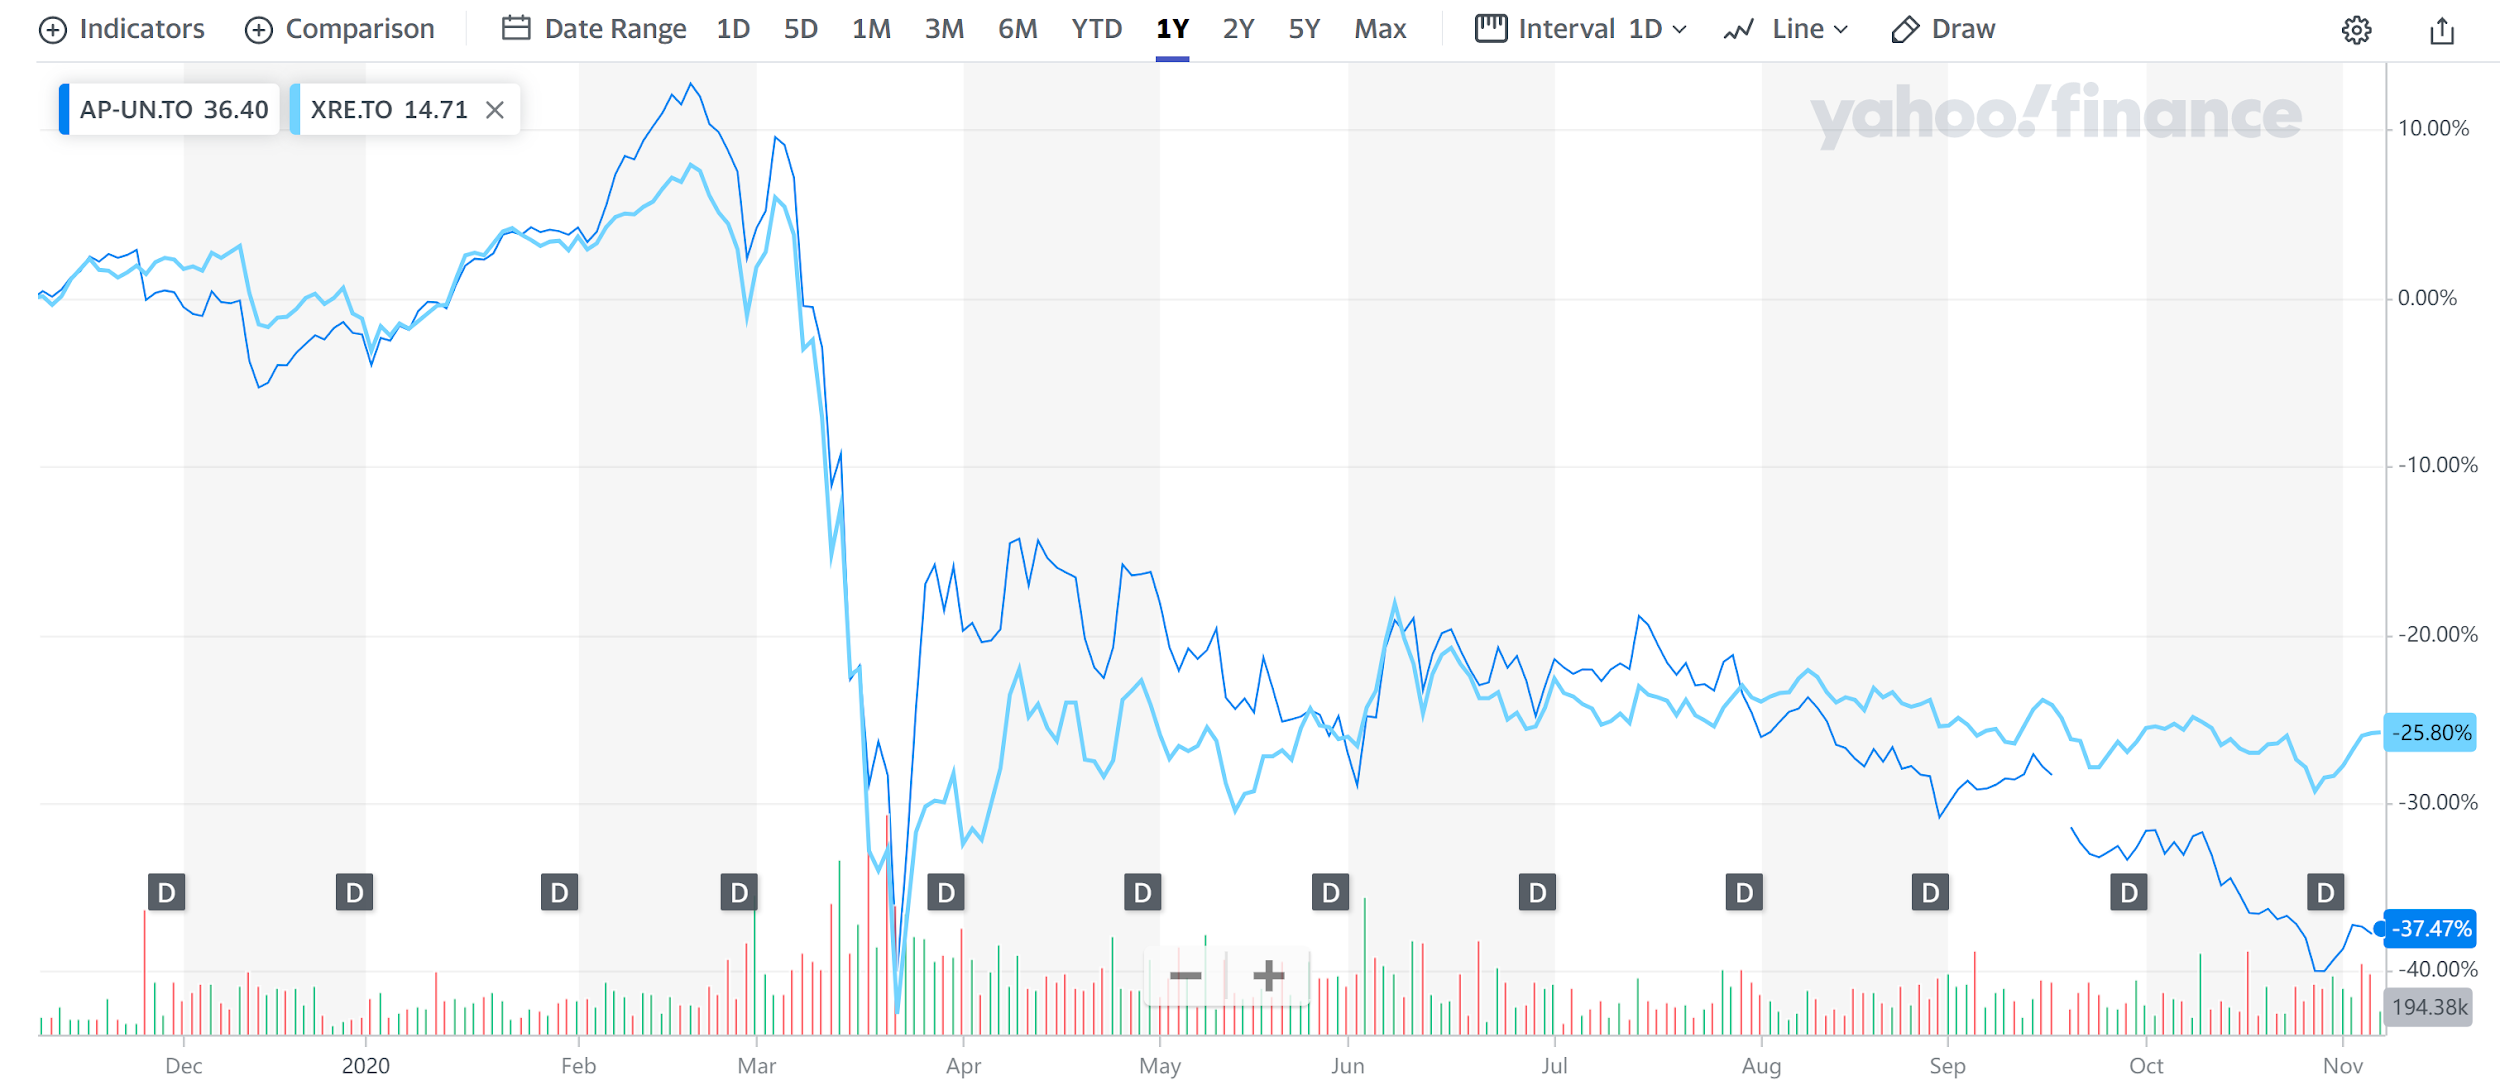 Indicators Comparison Date Range 1D 5D 1M 3M 6M YTD 1Y 2Y 5Y Max Interval 1D Line Draw
AP-UN.TO 36.40 XRE.TO 14.71
yahoo!finance
10.00%
0.00%
-10.00%
-20.00%
-25.80%
-30.00%
D D D D D D D D D D D D
-37.47%
-40.00%
194.38k
Dec 2020 Feb Mar Apr May Jun Jul Aug Sep Oct Nov